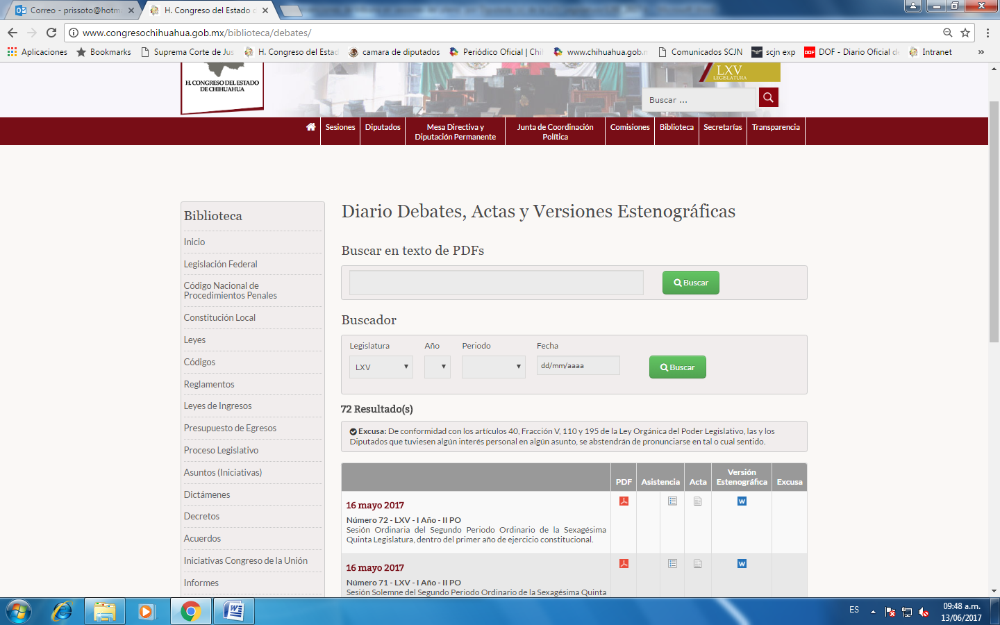 Correo - prissoto@hotm
H. Congreso del Estado
www.congresochihuahua.gob.mx/biblioteca/debates/
Aplicaciones
Bookmarks
Suprema Corte de Jus
H. Congreso del Estad
camara de diputados
Periódico Oficial | Chi
www.chihuahua.gob.
Comunicados SCJN
scjn exp
DOF - Diario Oficial de
Intranet
»
H. CONGRESO DEL ESTADO
DE CHIHUAHUA
LXV
LEGISLATURA
Buscar ...
Sesiones
Diputados
Mesa Directiva y
Diputación Permanente
Junta de Coordinación
Política
Comisiones
Biblioteca
Secretarías
Transparencia
Biblioteca
Inicio
Legislación Federal
Código Nacional de
Procedimientos Penales
Constitución Local
Leyes
Códigos
Reglamentos
Leyes de Ingresos
Presupuesto de Egresos
Proceso Legislativo
Asuntos (Iniciativas)
Dictámenes
Decretos
Acuerdos
Iniciativas Congreso de la Unión
Informes
Diario Debates, Actas y Versiones Estenográficas
Buscar en texto de PDFs
Buscar
Buscador
Legislatura Año Periodo Fecha
LXV
dd/mm/aaaa
Buscar
72 Resultado(s)
Excusa: De conformidad con los artículos 40, Fracción V, 110 y 195 de la Ley Orgánica del Poder Legislativo, las y los
Diputados que tuviesen algún interés personal en algún asunto, se abstendrán de pronunciarse en tal o cual sentido.
PDF Asistencia Acta Versión
Estenográfica Excusa
16 mayo 2017
Número 72 - LXV - I Año - II PO
Sesión Ordinaria del Segundo Periodo Ordinario de la Sexagésima
Quinta Legislatura, dentro del primer año de ejercicio constitucional.
16 mayo 2017
Número 71 - LXV - I Año - II PO
Sesión Solemne del Segundo Periodo Ordinario de la Sexagésima Quinta
ES
09:48 a.m.
13/06/2017